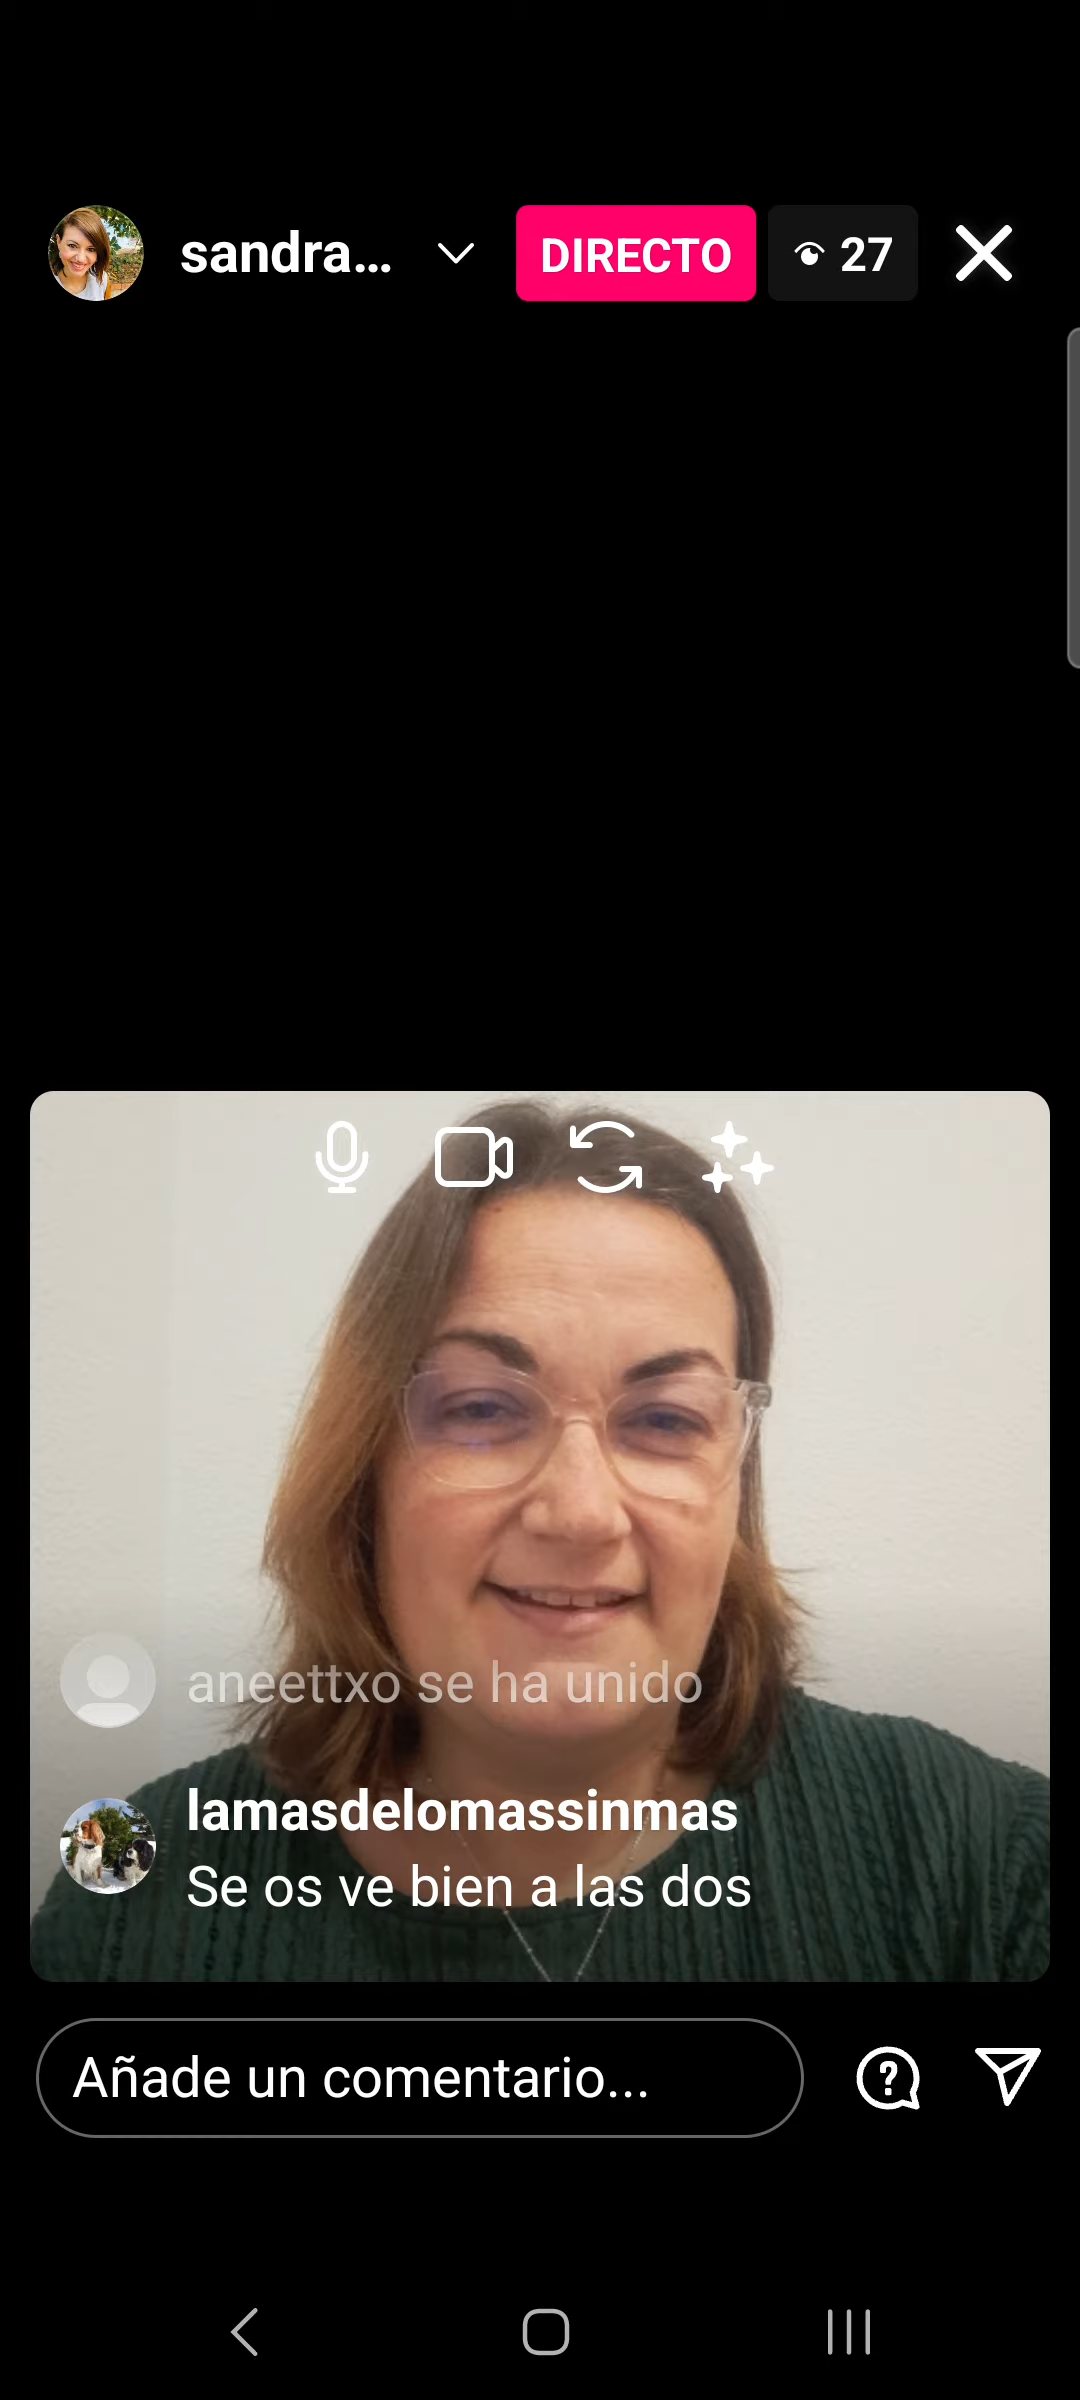 sandra...
DIRECTO
27
aneettxo se ha unido
lamasdelomassinmas
Se os ve bien a las dos
Añade un comentario...